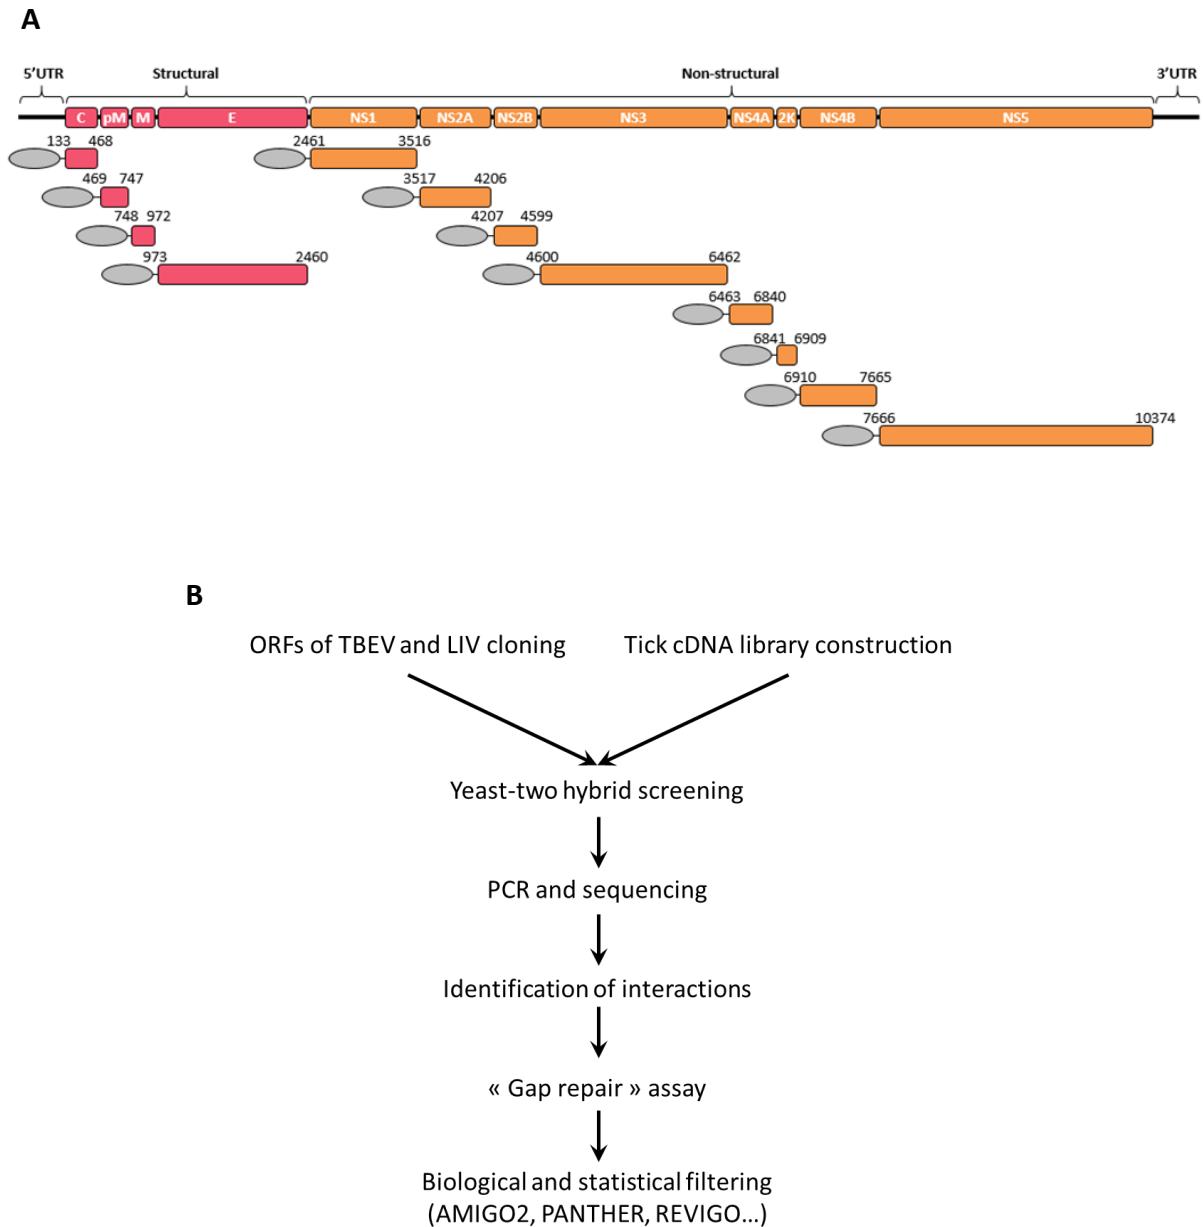 A
5'UTR Structural Non-structural 3'UTR
C pM M E NS1 NS2A NS2B NS3 NS4A 2K NS4B NS5
133 468 2461 3516
469 747 3517 4206
748 972 4207 4599
973 2460 4600 6462
6463 6840
6841 6909
6910 7665
7666 10374
B
ORFs of TBEV and LIV cloning Tick cDNA library construction
Yeast-two hybrid screening
PCR and sequencing
Identification of interactions
« Gap repair » assay
Biological and statistical filtering
(AMIGO2, PANTHER, REVIGO...)